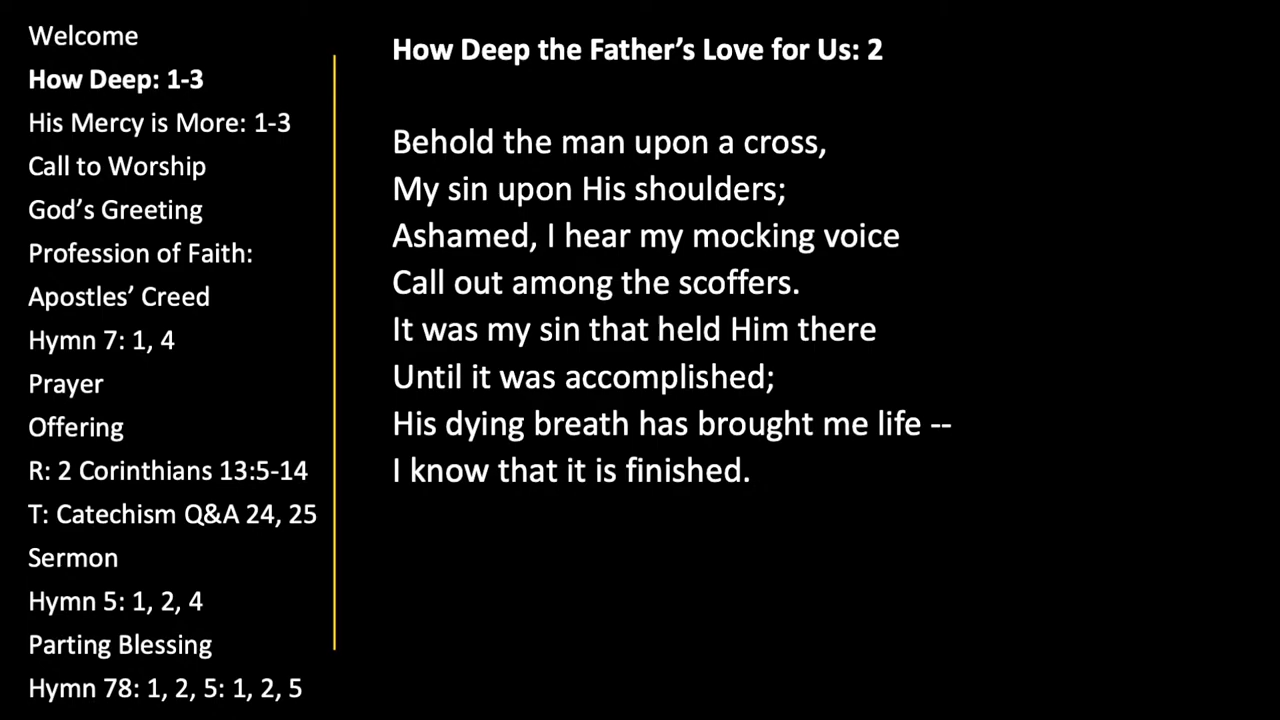 Welcome
How Deep: 1-3
His Mercy is More: 1-3
Call to Worship
God’s Greeting
Profession of Faith:
Apostles’ Creed
Hymn 7: 1, 4
Prayer
Offering
R: 2 Corinthians 13:5-14
T: Catechism Q&A 24, 25
Sermon
Hymn 5: 1, 2, 4
Parting Blessing
Hymn 78: 1, 2, 5: 1, 2, 5
How Deep the Father’s Love for Us: 2
Behold the man upon a cross,
My sin upon His shoulders;
Ashamed, I hear my mocking voice
Call out among the scoffers.
It was my sin that held Him there
Until it was accomplished;
His dying breath has brought me life --
I know that it is finished.